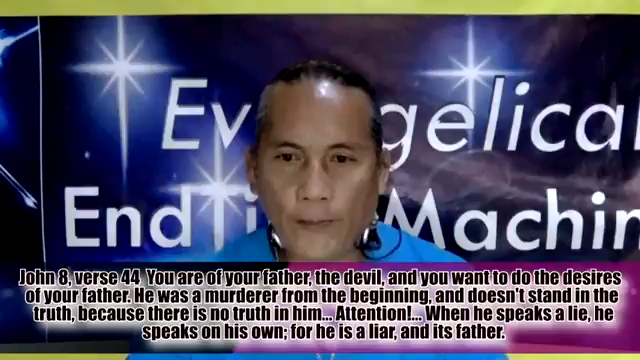 Ev gelical
EndTi Machin
John 8, verse 44 You are of your father, the devil, and you want to do the desires
of your father. He was a murderer from the beginning, and doesn't stand in the
truth, because there is no truth in him... Attention!... When he speaks a lie, he
speaks on his own; for he is a liar, and its father.